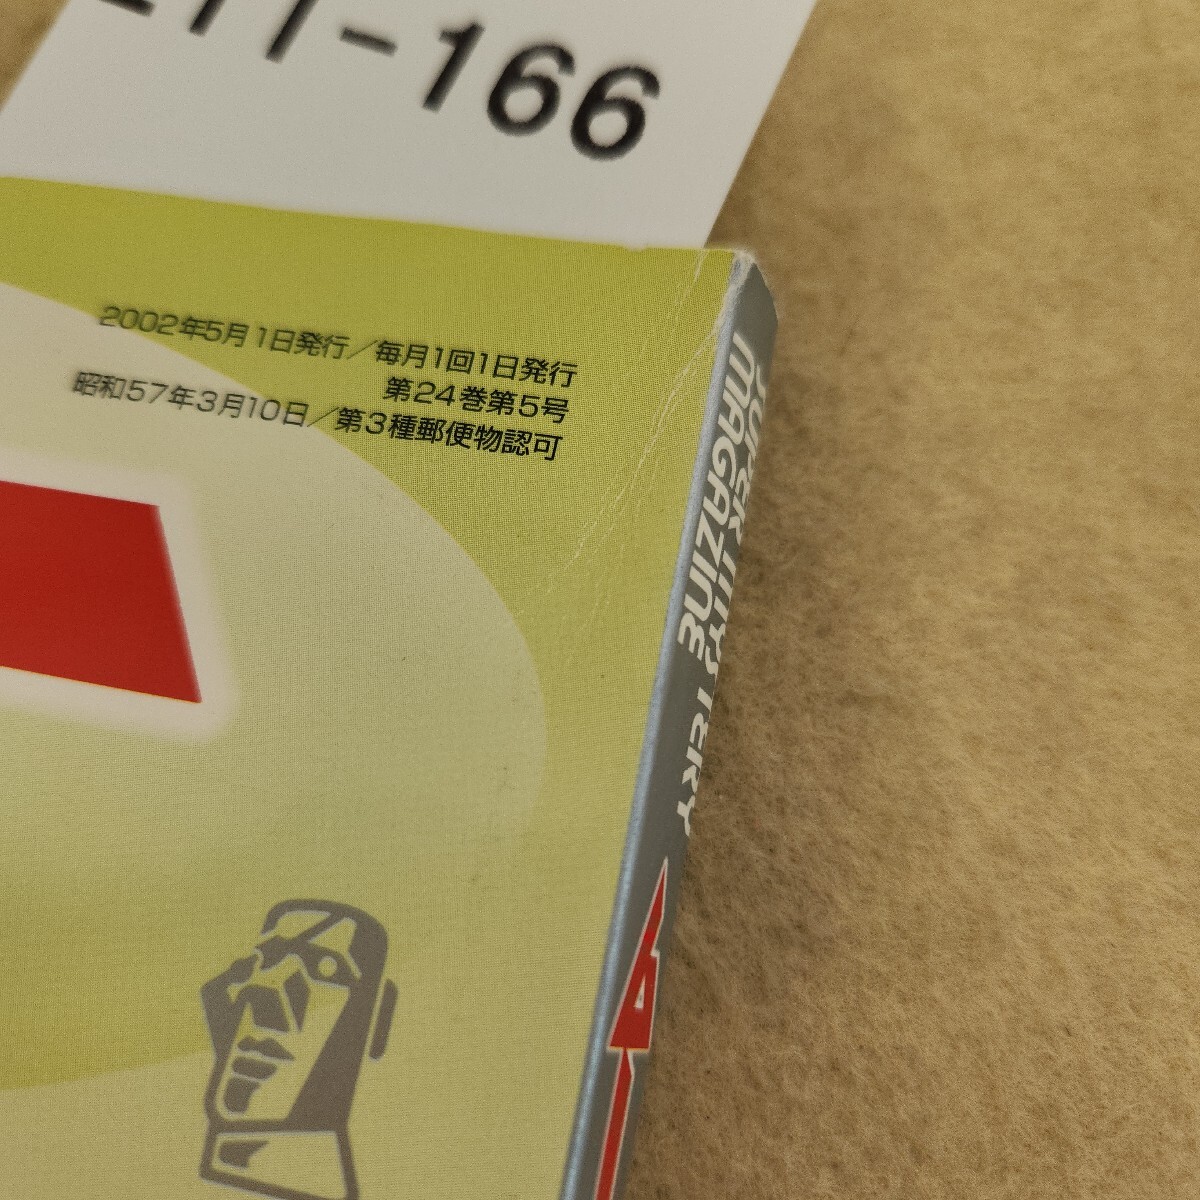 -166
2002年5月1日発行／毎月1回1日発行
第24巻第5号
昭和57年3月10日／第3種郵便物認可
SUPER MYSTERY
MAGAZINE